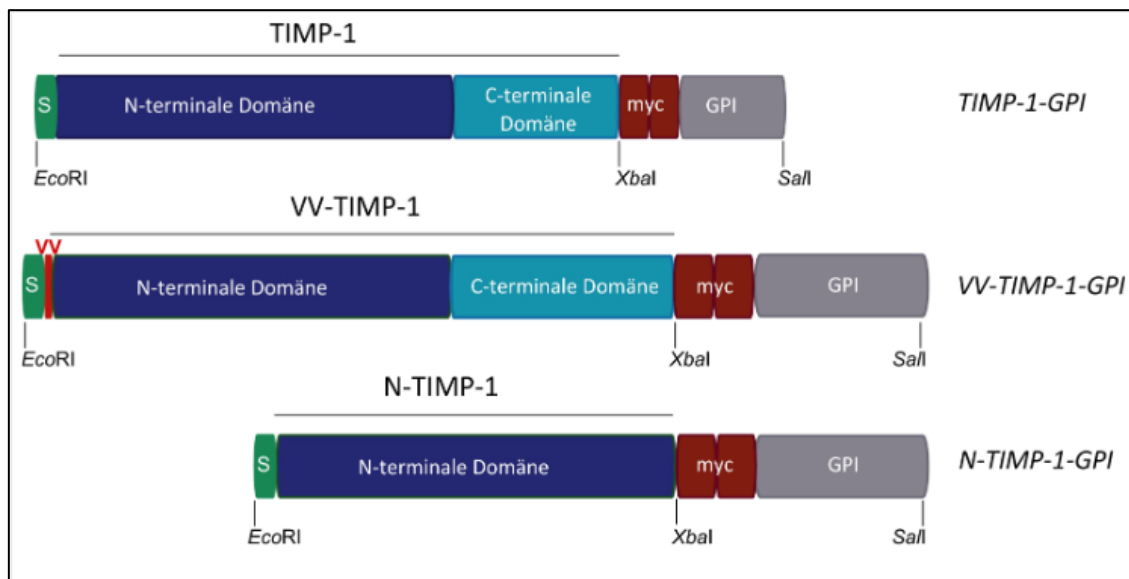 TIMP-1
S
N-terminale Domäne
C-terminale
Domäne
myc
GPI
TIMP-1-GPI
EcoRI
XbaI
SalI
VV-TIMP-1
VV
S
N-terminale Domäne
C-terminale Domäne
myc
GPI
VV-TIMP-1-GPI
EcoRI
XbaI
SalI
N-TIMP-1
S
N-terminale Domäne
myc
GPI
N-TIMP-1-GPI
EcoRI
XbaI
SalI